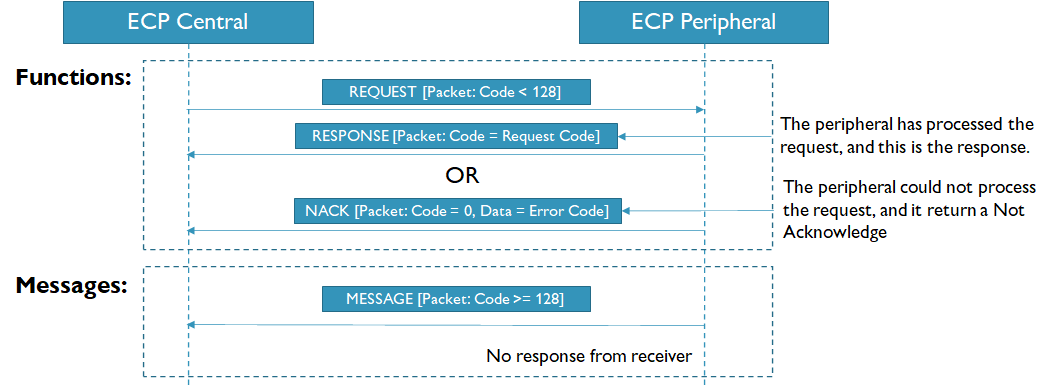 ECP Central
ECP Peripheral
Functions:
REQUEST [Packet: Code < 128]
RESPONSE [Packet: Code = Request Code]
The peripheral has processed the
request, and this is the response.
OR
NACK [Packet: Code = 0, Data = Error Code]
The peripheral could not process
the request, and it return a Not
Acknowledge
Messages:
MESSAGE [Packet: Code >= 128]
No response from receiver